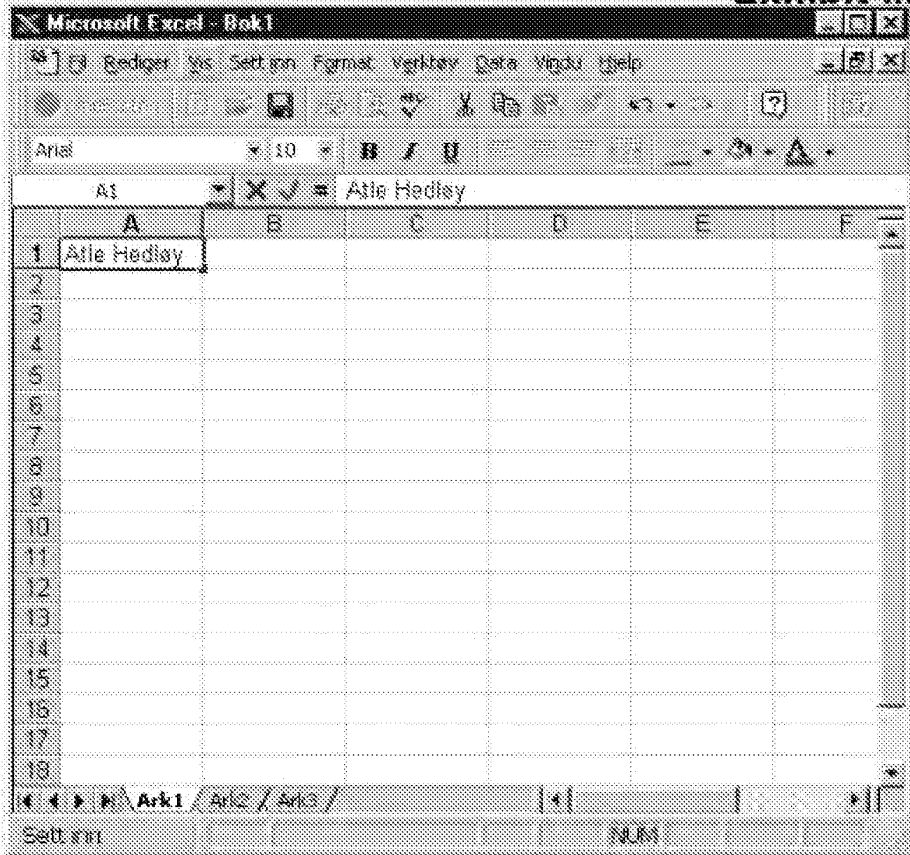 Microsoft Excel - Bok1
Fil Rediger Vis Sett inn Format Verktøy Data Vindu Hjelp
Arial 10 B I U A
A1 = Atle Hedløy
A B C D E F
1 Atle Hedløy
2
3
4
5
6
7
8
9
10
11
12
13
14
15
16
17
18
Ark1 Ark2 Ark3
Sett inn NUM